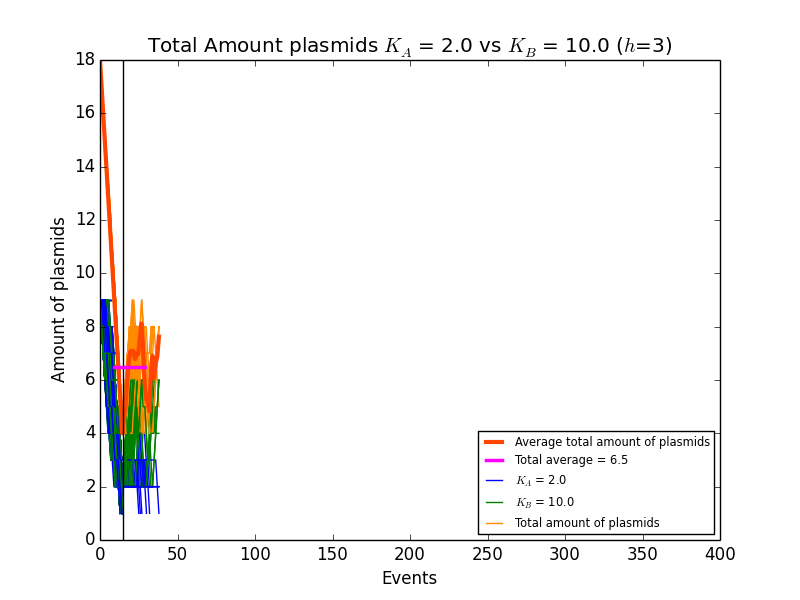 Total Amount plasmids K_A = 2.0 vs K_B = 10.0 (h=3)
18
16
14
12
10
8
6
4
2
0
Amount of plasmids
0 50 100 150 200 250 300 350 400
Events
Average total amount of plasmids
Total average = 6.5
K_A = 2.0
K_B = 10.0
Total amount of plasmids